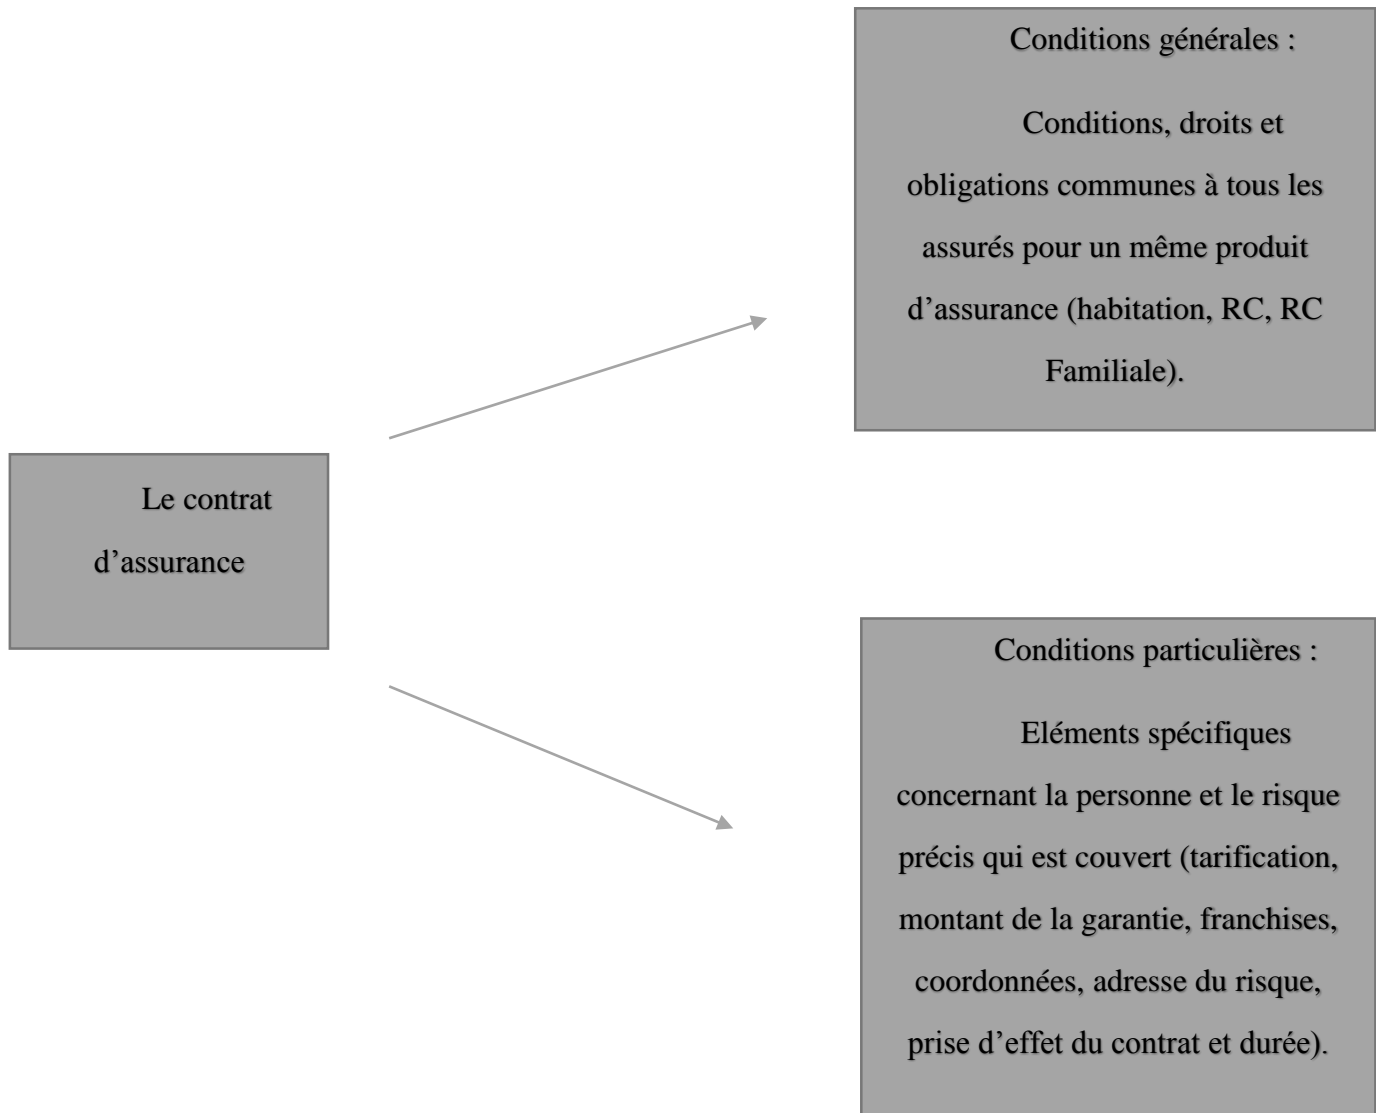 Le contrat
d’assurance
Conditions générales :
Conditions, droits et
obligations communes à tous les
assurés pour un même produit
d’assurance (habitation, RC, RC
Familiale).
Conditions particulières :
Eléments spécifiques
concernant la personne et le risque
précis qui est couvert (tarification,
montant de la garantie, franchises,
coordonnées, adresse du risque,
prise d’effet du contrat et durée).